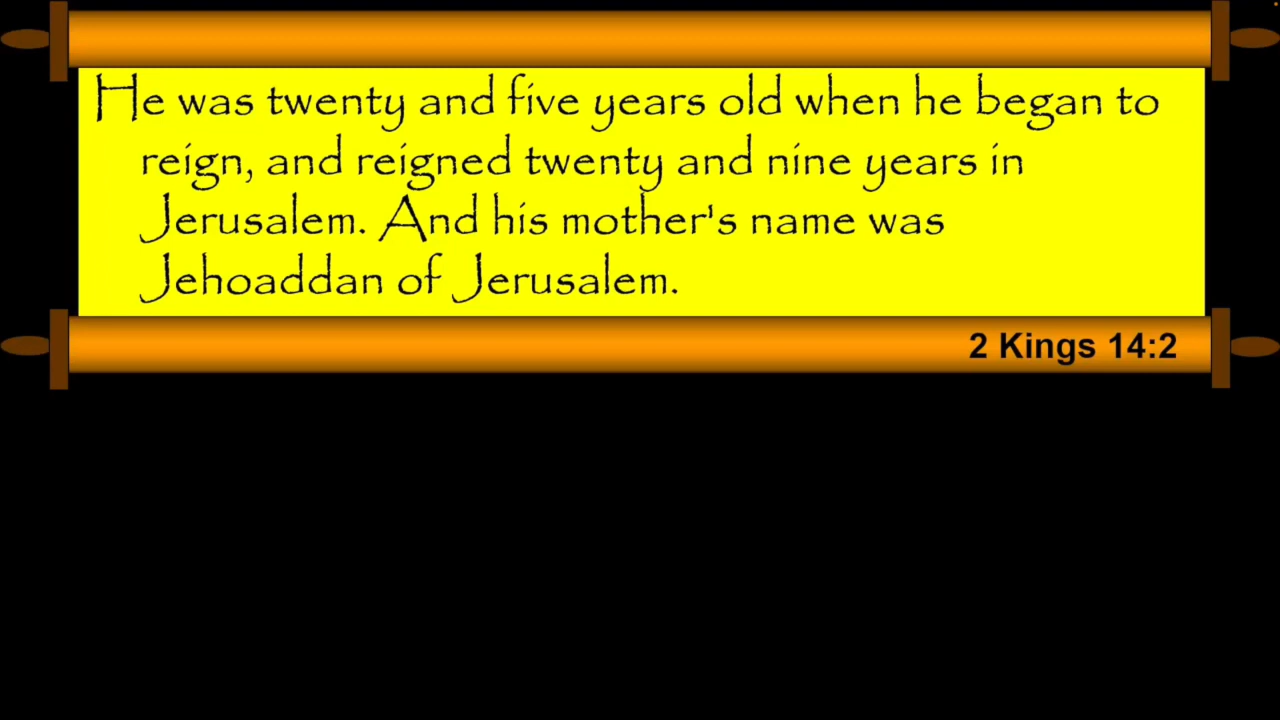 He was twenty and five years old when he began to
reign, and reigned twenty and nine years in
Jerusalem. And his mother's name was
Jehoaddan of Jerusalem.
2 Kings 14:2